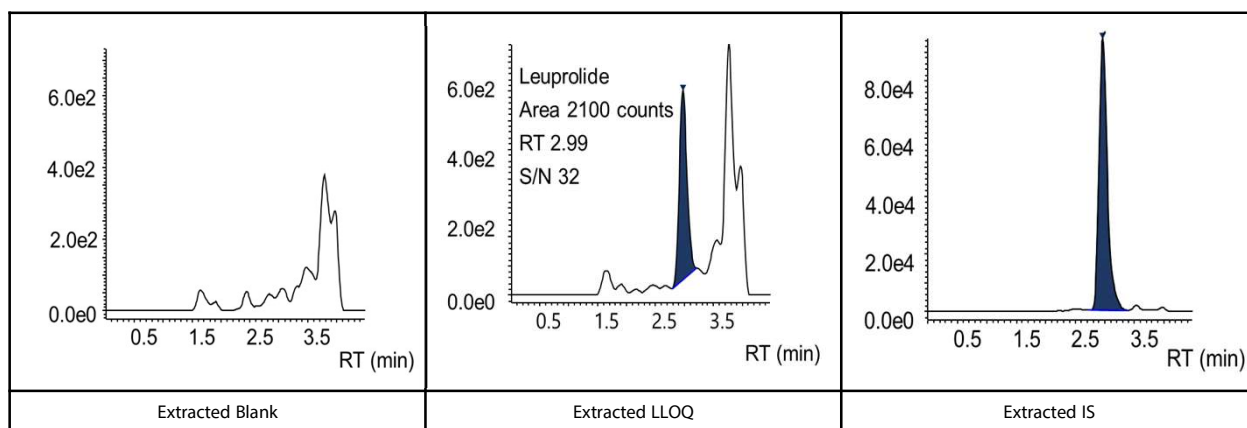 6.0e2
4.0e2
2.0e2
0.0e0
0.5 1.5 2.5 3.5
RT (min)
Extracted Blank
6.0e2
4.0e2
2.0e2
0.0e0
Leuprolide
Area 2100 counts
RT 2.99
S/N 32
0.5 1.5 2.5 3.5
RT (min)
Extracted LLOQ
8.0e4
6.0e4
4.0e4
2.0e4
0.0e0
0.5 1.5 2.5 3.5
RT (min)
Extracted IS